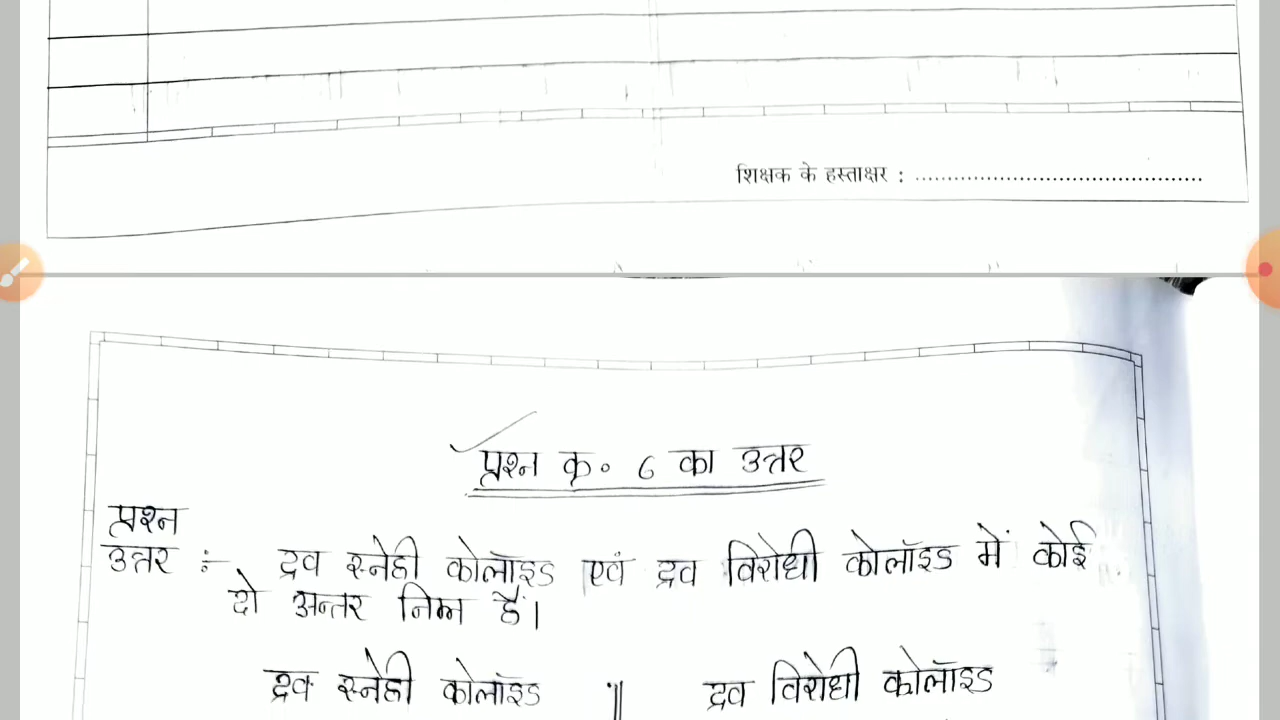 शिक्षक के हस्ताक्षर : ..............................................
प्रश्न कृ० 6 का उत्तर
प्रश्न
उत्तर :- द्रव स्नेही कोलॉइड एवं द्रव विरोधी कोलॉइड में कोई
दो अन्तर निम्न हैं।
द्रव स्नेही कोलॉइड || द्रव विरोधी कोलॉइड